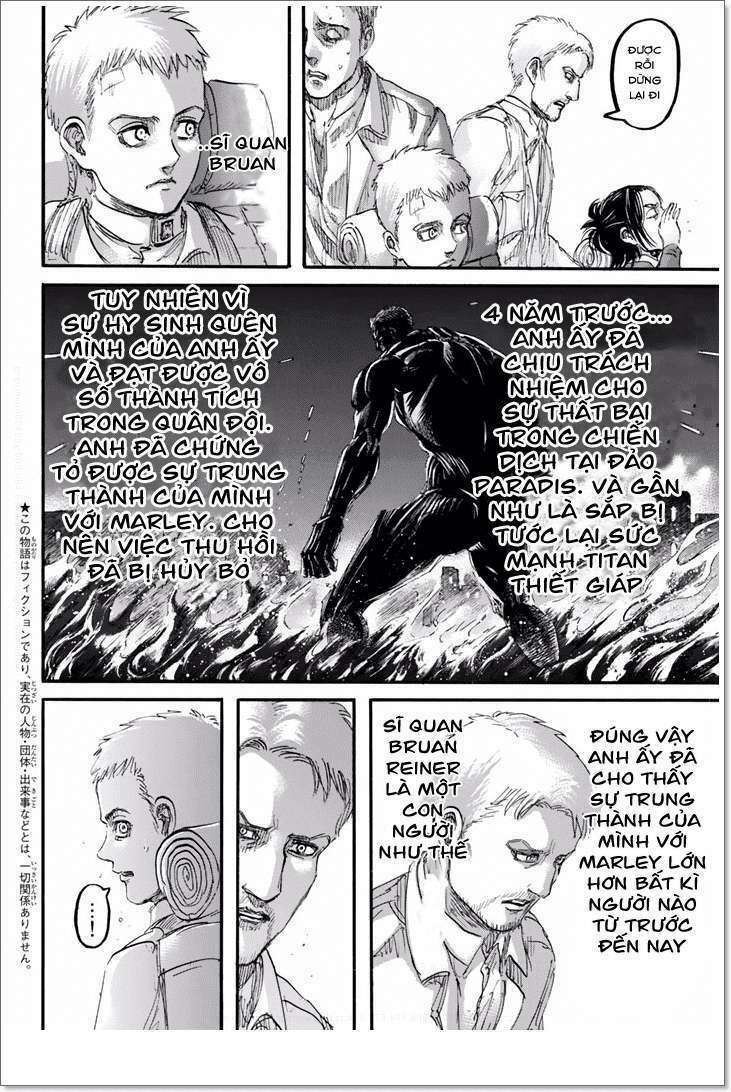 ĐƯỢC
RỒI
DỪNG
LẠI ĐI
..SĨ QUAN
BRUAN
4 NĂM TRƯỚC...
ANH ẤY ĐÃ
CHỊU TRÁCH
NHIỆM CHO
SỰ THẤT BẠI
TRONG CHIẾN
DỊCH TẠI ĐẢO
PARADIS. VÀ GẦN
NHƯ LÀ SẮP BỊ
TƯỚC LẠI SỨC
MẠNH TITAN
THIẾT GIÁP
TUY NHIÊN VÌ
SỰ HY SINH QUÊN
MÌNH CỦA ANH ẤY
VÀ ĐẠT ĐƯỢC VÔ
SỐ THÀNH TÍCH
TRONG QUÂN ĐỘI.
ANH ĐÃ CHỨNG
TỎ ĐƯỢC SỰ TRUNG
THÀNH CỦA MÌNH
VỚI MARLEY. CHO
NÊN VIỆC THU HỒI
ĐÃ BỊ HỦY BỎ
ĐÚNG VẬY
ANH ẤY ĐÃ
CHO THẤY
SỰ TRUNG
THÀNH CỦA
MÌNH VỚI
MARLEY LỚN
HƠN BẤT KÌ
NGƯỜI NÀO
TỪ TRƯỚC
ĐẾN NAY
SĨ QUAN
BRUAN
REINER
LÀ MỘT
CON
NGƯỜI
NHƯ THẾ
....!
★この物語はフィクションであり、実在の人物・団体・出来事などとは、一切関係ありません。